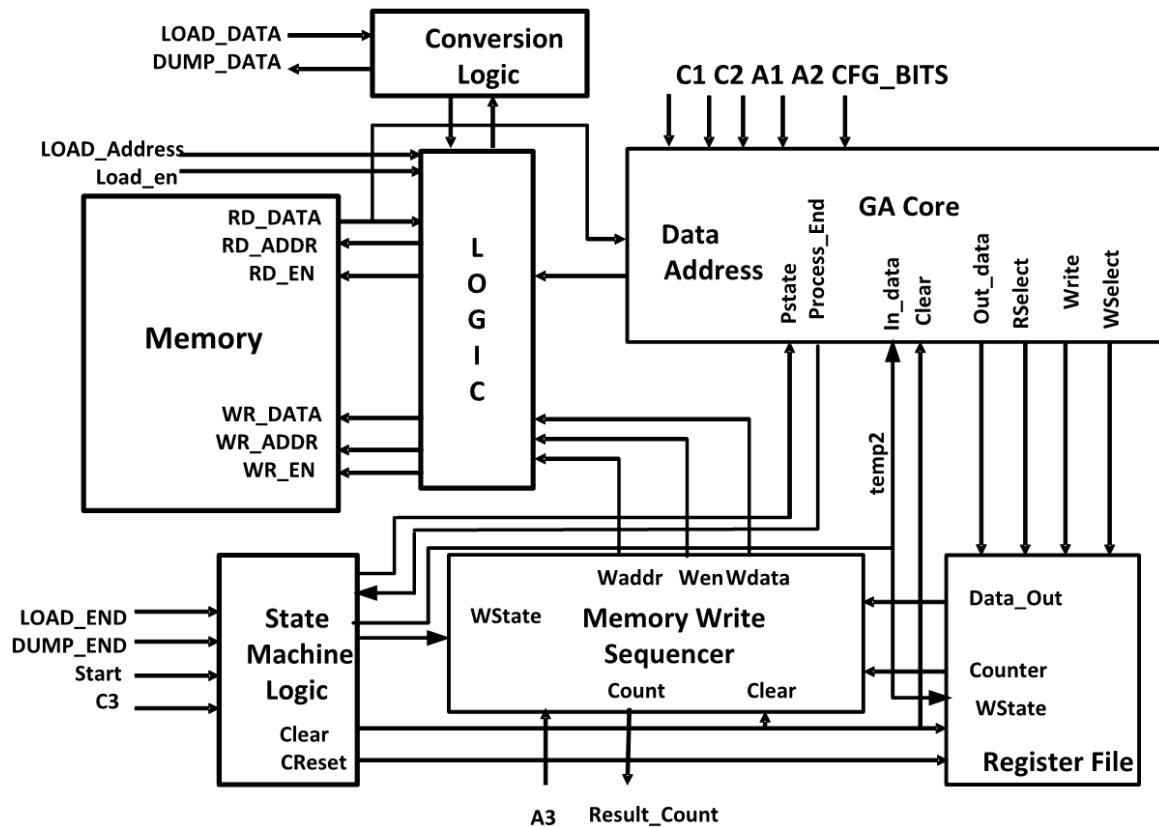 LOAD_DATA
DUMP_DATA
Conversion
Logic
C1 C2 A1 A2 CFG_BITS
LOAD_Address
Load_en
RD_DATA
RD_ADDR
RD_EN
Memory
WR_DATA
WR_ADDR
WR_EN
L
O
G
I
C
GA Core
Data
Address
Pstate
Process_End
In_data
Clear
Out_data
RSelect
Write
WSelect
temp2
LOAD_END
DUMP_END
Start
C3
State
Machine
Logic
Clear
CReset
Waddr Wen Wdata
WState
Memory Write
Sequencer
Count
Clear
A3
Result_Count
Data_Out
Counter
WState
Register File